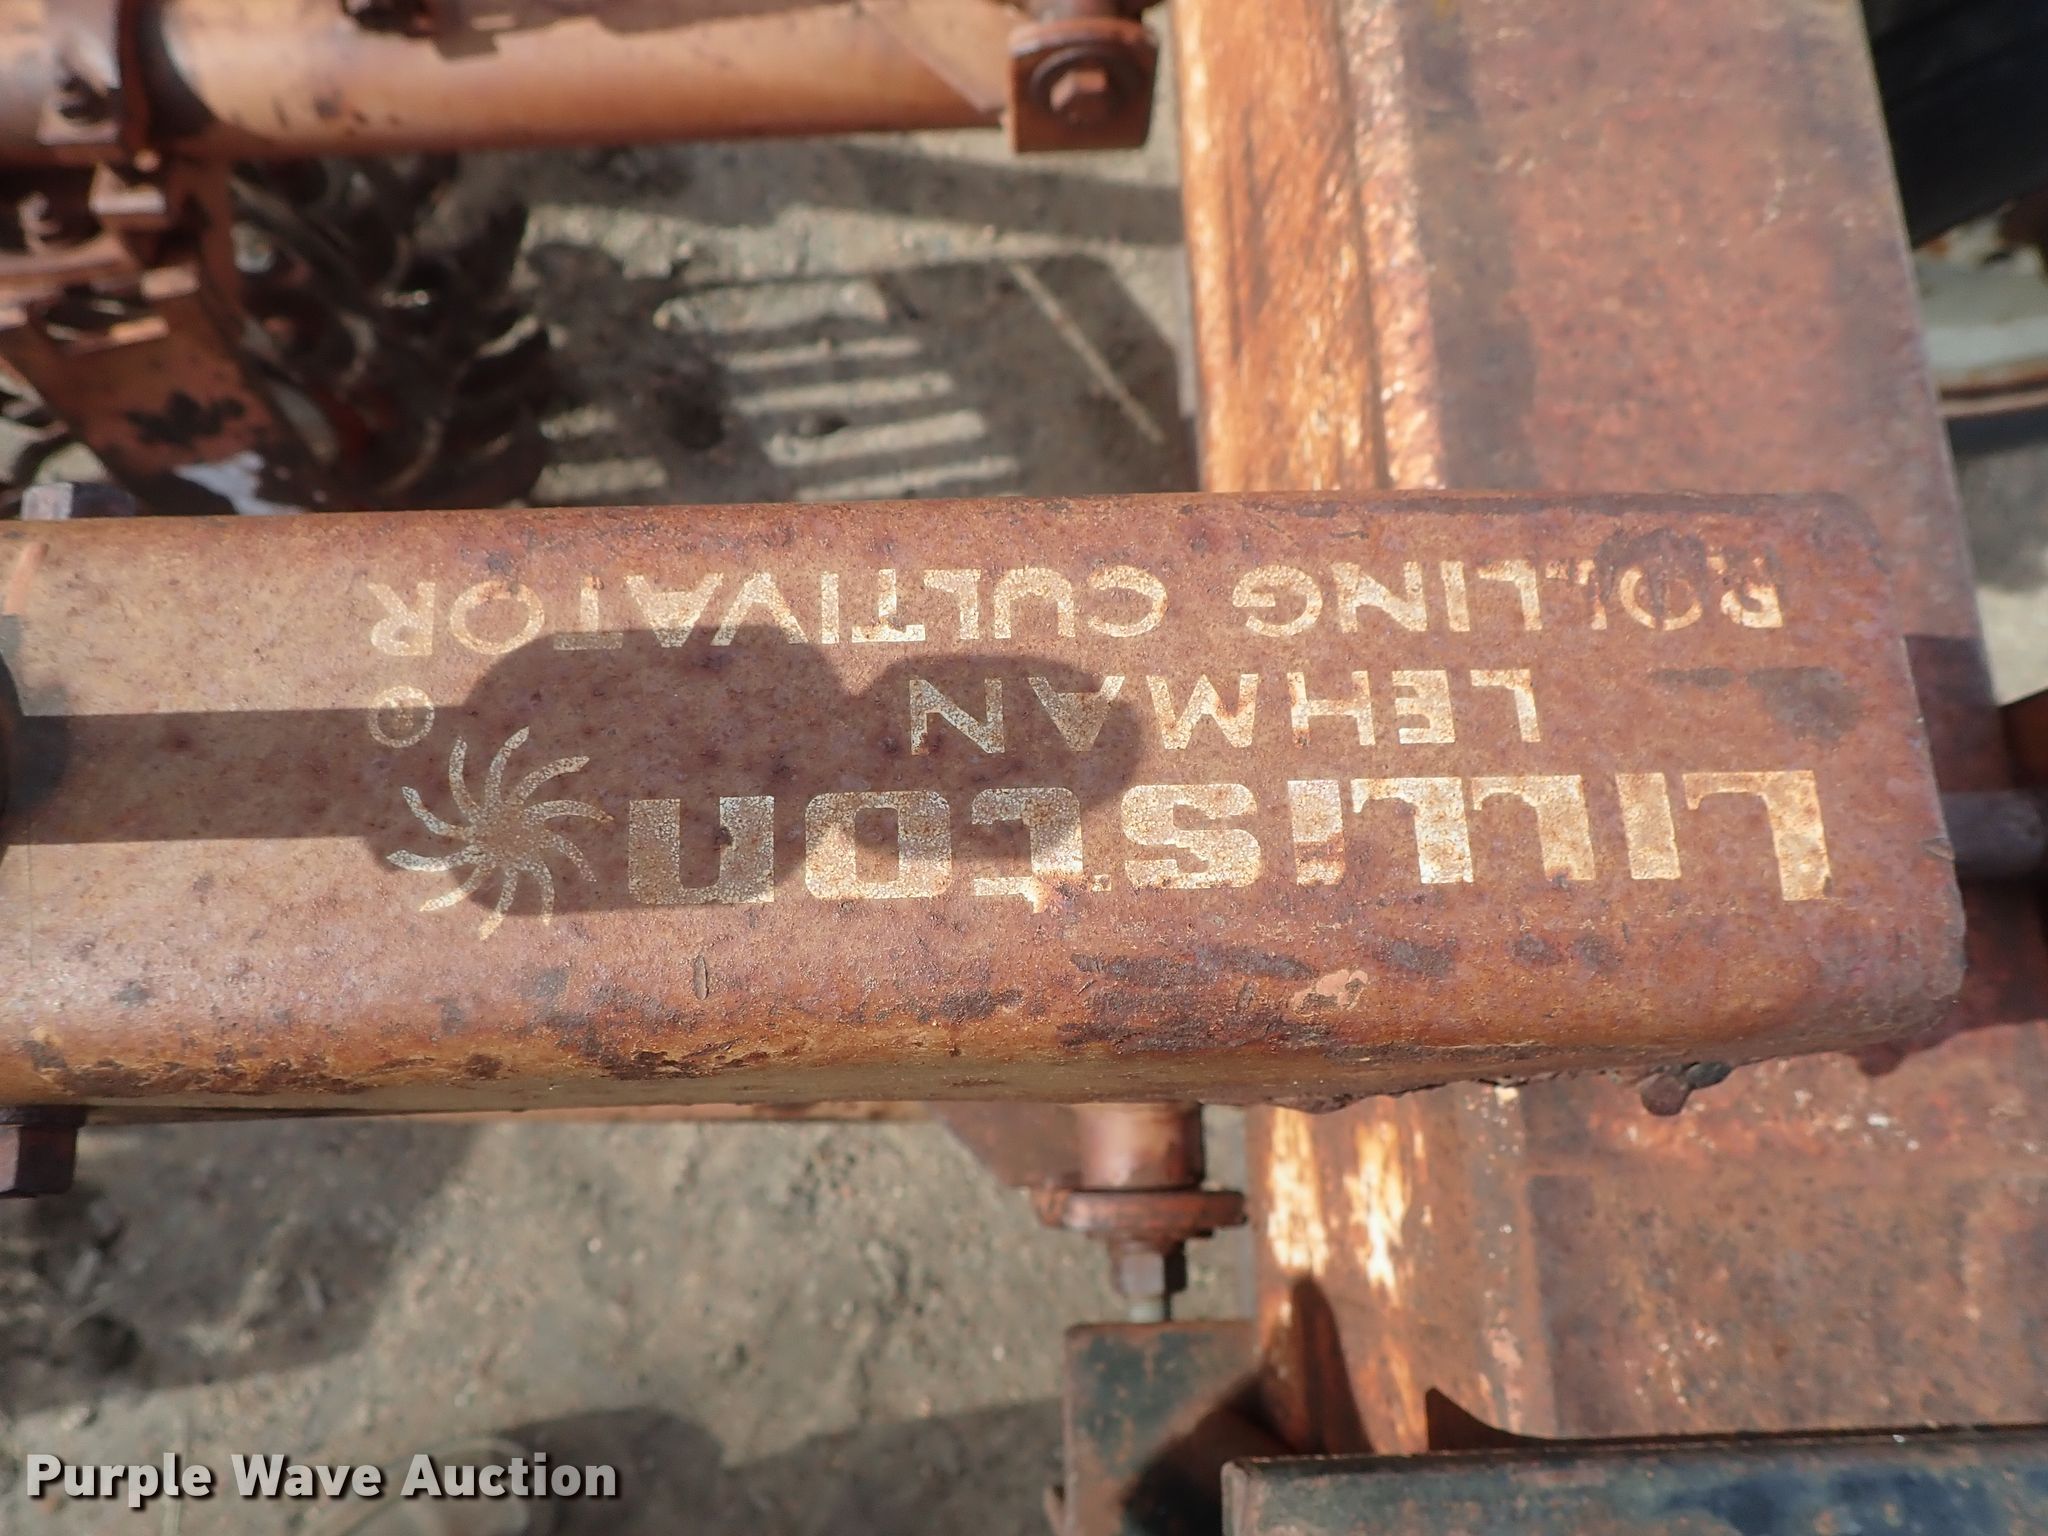 LILLISTON
LEHMAN
ROLLING CULTIVATOR
Purple Wave Auction